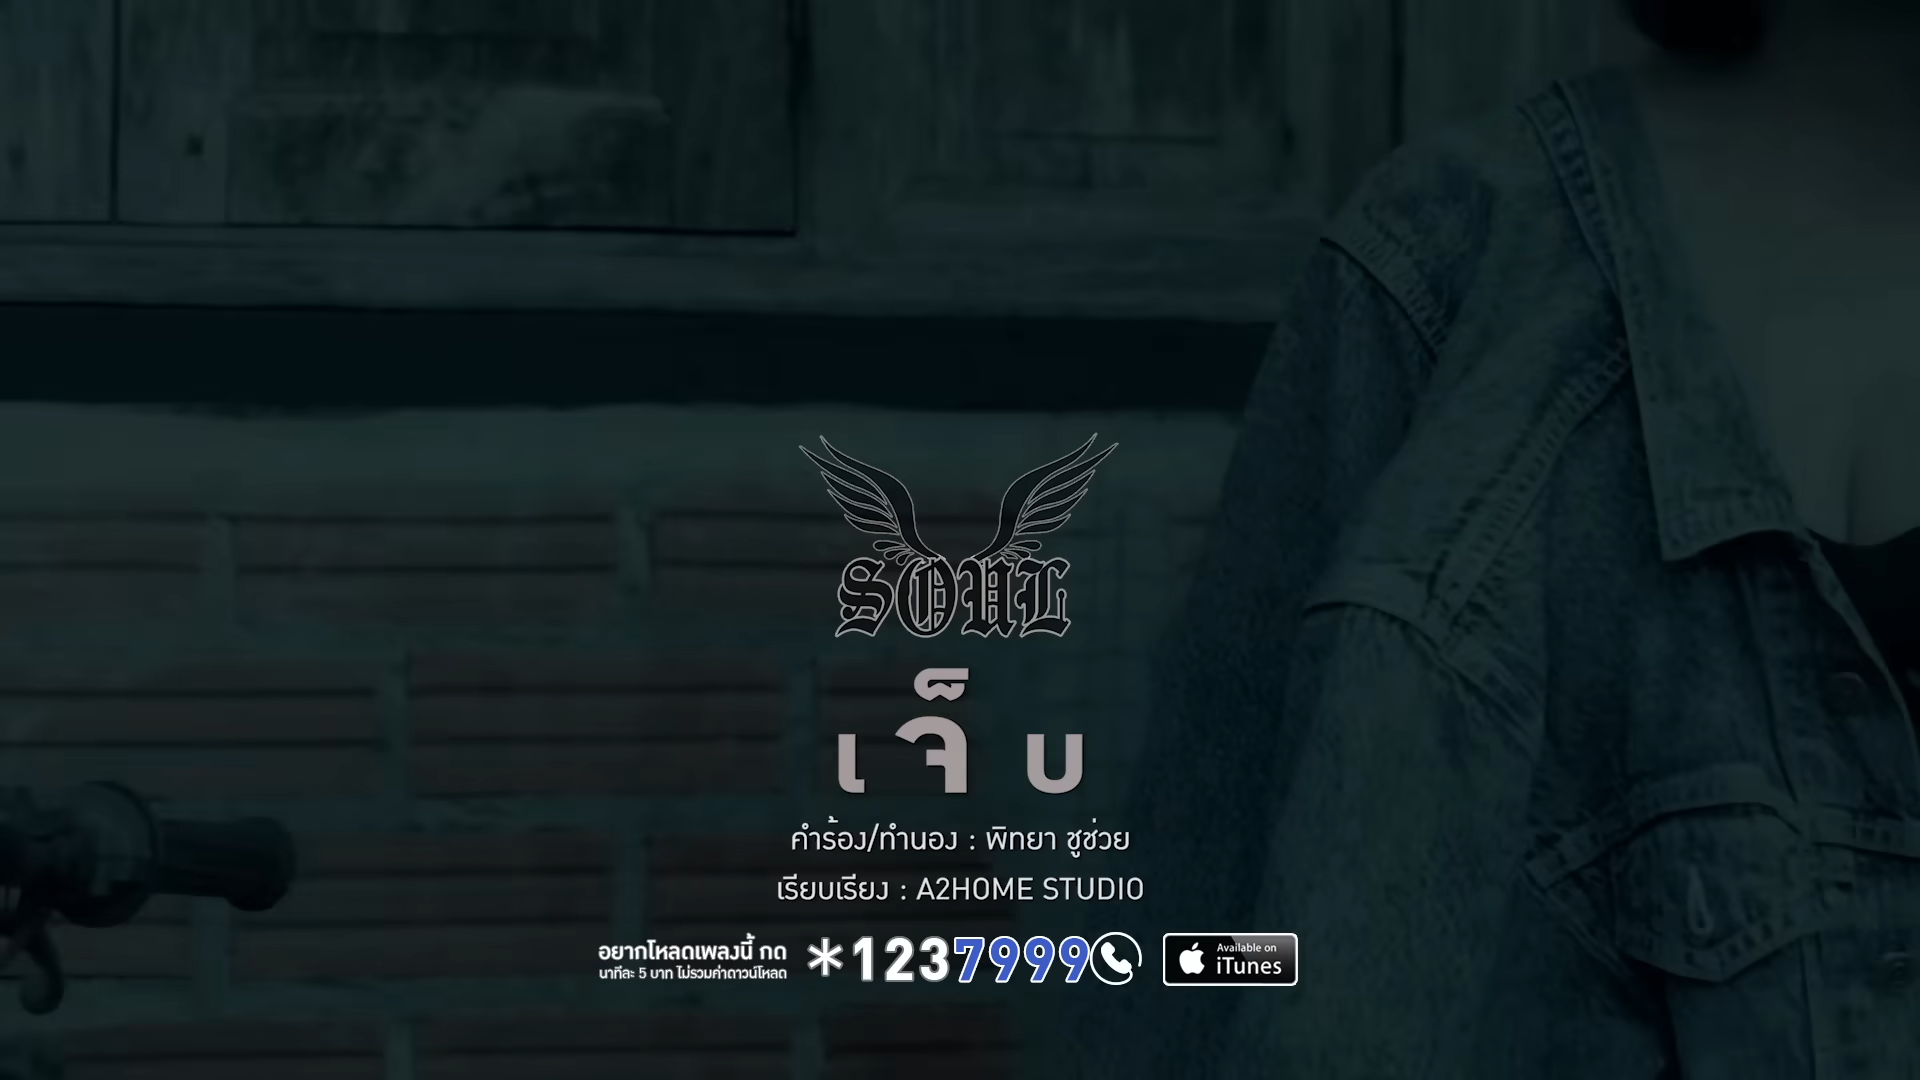 SOUL
เจ็บ
คำร้อง/ทำนอง : พิทยา ชูช่วย
เรียบเรียง : A2HOME STUDIO
อยากโหลดเพลงนี้ กด
นาทีละ 5 บาท ไม่รวมค่าดาวน์โหลด
*1237999
Available on
iTunes